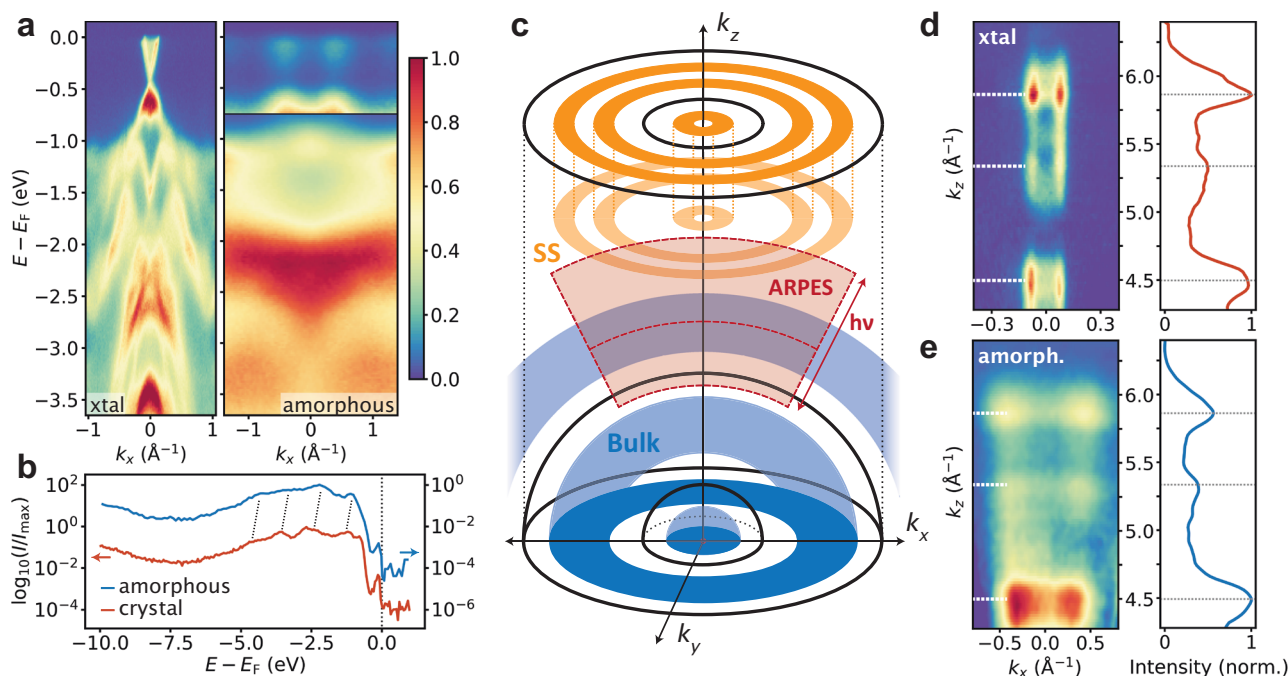 a
0.0
−0.5
−1.0
−1.5
−2.0
−2.5
−3.0
−3.5
E − E_F (eV)
xtal
amorphous
−1
0
1
k_x (Å⁻¹)
−1
0
1
k_x (Å⁻¹)
1.0
0.8
0.6
0.4
0.2
0.0
b
10²
10⁰
10⁻²
10⁻⁴
log₁₀(I/I_max)
10⁰
10⁻²
10⁻⁴
10⁻⁶
amorphous
crystal
−10.0
−7.5
−5.0
−2.5
0.0
E − E_F (eV)
c
k_z
SS
ARPES
hν
Bulk
k_x
k_y
d
xtal
6.0
5.5
5.0
4.5
k_z (Å⁻¹)
−0.3
0.0
0.3
0
1
e
amorph.
6.0
5.5
5.0
4.5
k_z (Å⁻¹)
−0.5
0.0
0.5
k_x (Å⁻¹)
0
1
Intensity (norm.)